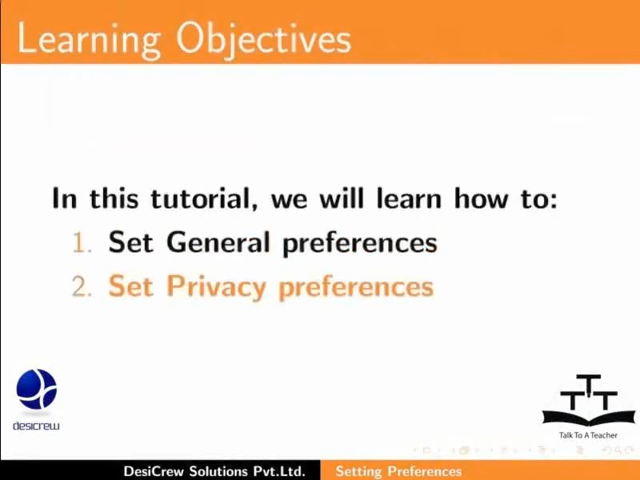 Learning Objectives
In this tutorial, we will learn how to:
1. Set General preferences
2. Set Privacy preferences
desicrew
T T T
Talk To A Teacher
DesiCrew Solutions Pvt.Ltd. Setting Preferences